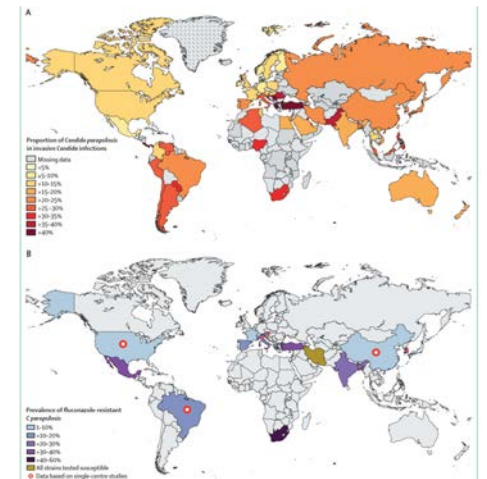 A
Proportion of Candida parapsilosis
in invasive Candida infections
Missing data
<5%
>5-10%
>10-15%
>15-20%
>20-25%
>25-30%
>30-35%
>35-40%
>40%
B
Prevalence of fluconazole-resistant
C parapsilosis
1-10%
>10-20%
>20-30%
>30-40%
>40-60%
All strains tested susceptible
Data based on single-centre studies